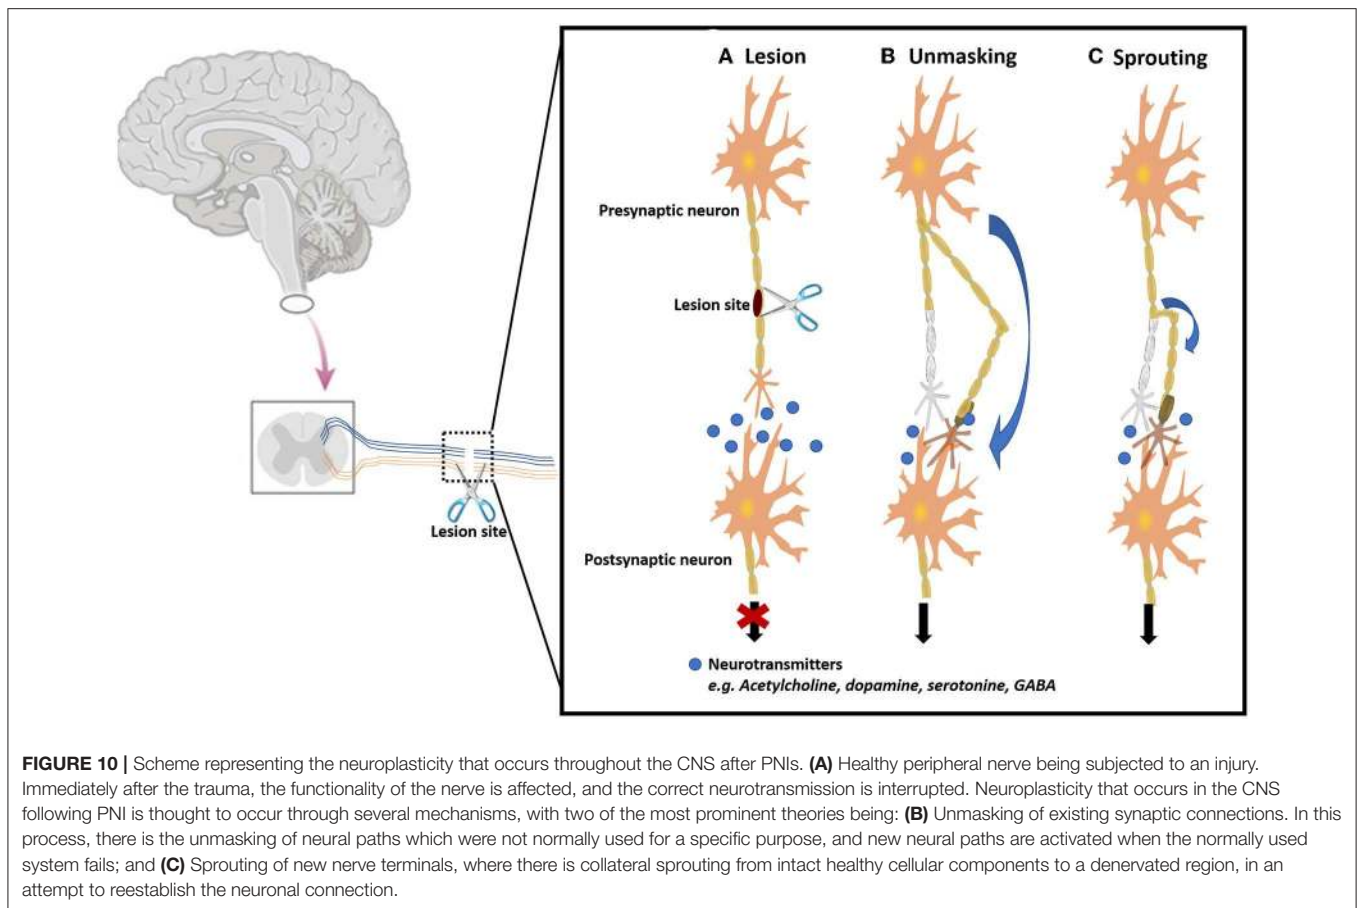 A Lesion
B Unmasking
C Sprouting
Presynaptic neuron
Lesion site
Lesion site
Postsynaptic neuron
Neurotransmitters
e.g. Acetylcholine, dopamine, serotonine, GABA
FIGURE 10 | Scheme representing the neuroplasticity that occurs throughout the CNS after PNIs. (A) Healthy peripheral nerve being subjected to an injury.
Immediately after the trauma, the functionality of the nerve is affected, and the correct neurotransmission is interrupted. Neuroplasticity that occurs in the CNS
following PNI is thought to occur through several mechanisms, with two of the most prominent theories being: (B) Unmasking of existing synaptic connections. In this
process, there is the unmasking of neural paths which were not normally used for a specific purpose, and new neural paths are activated when the normally used
system fails; and (C) Sprouting of new nerve terminals, where there is collateral sprouting from intact healthy cellular components to a denervated region, in an
attempt to reestablish the neuronal connection.